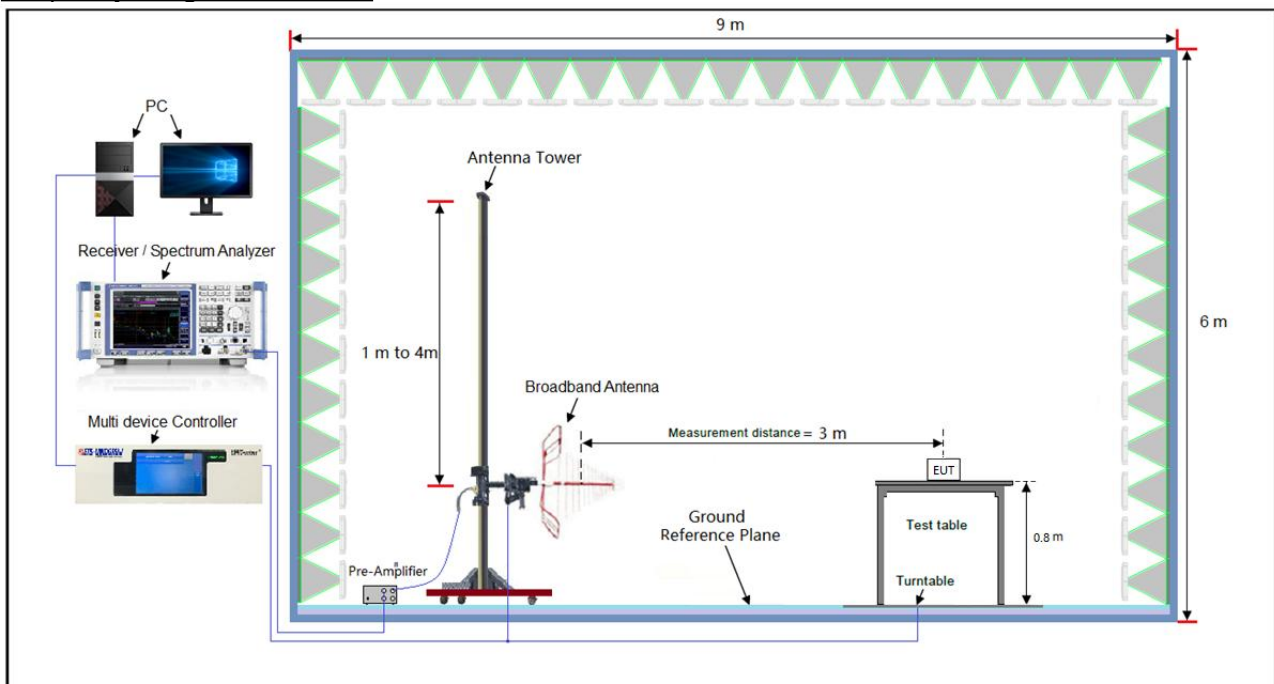 9 m
PC
Antenna Tower
Receiver / Spectrum Analyzer
6 m
1 m to 4m
Broadband Antenna
Multi device Controller
Measurement distance = 3 m
EUT
Ground
Reference Plane
Test table
0.8 m
Pre-Amplifier
Turntable